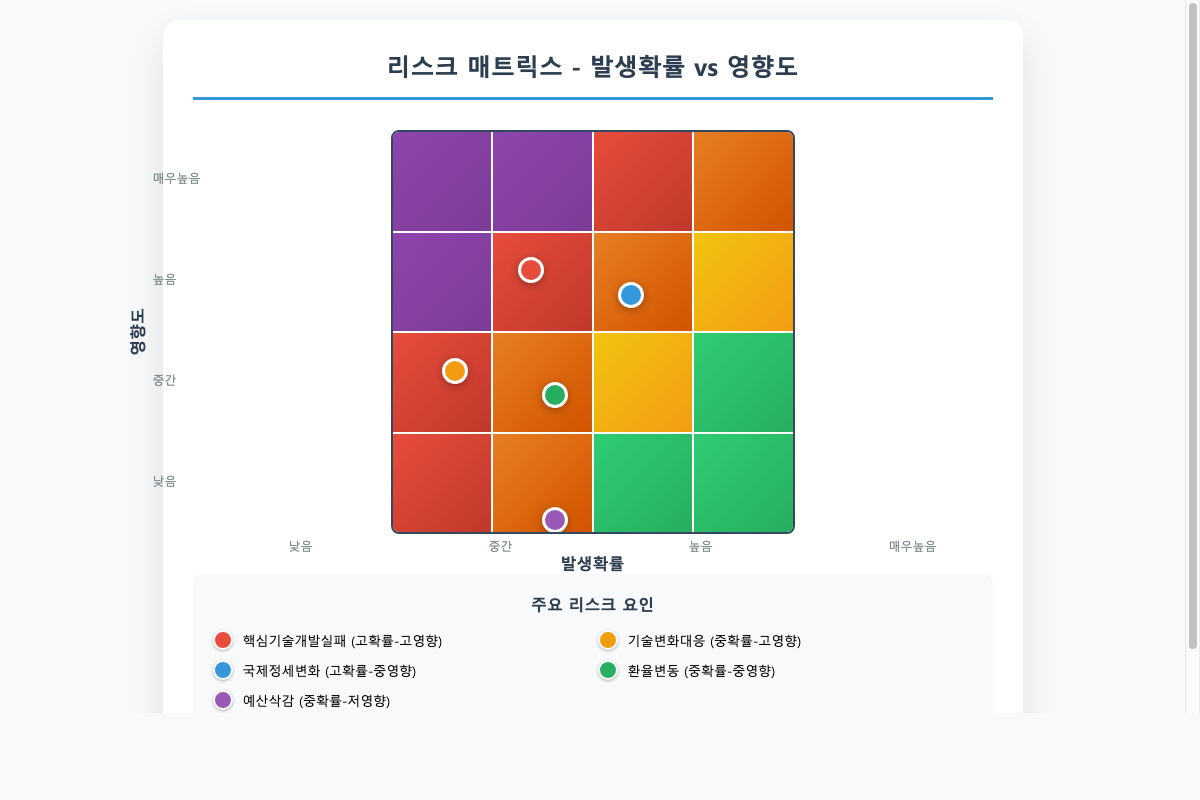 리스크 매트릭스 - 발생확률 vs 영향도
매우높음
높음
영향도
중간
낮음
낮음 중간 높음 매우높음
발생확률
주요 리스크 요인
핵심기술개발실패 (고확률-고영향) 기술변화대응 (중확률-고영향)
국제정세변화 (고확률-중영향) 환율변동 (중확률-중영향)
예산삭감 (중확률-저영향)